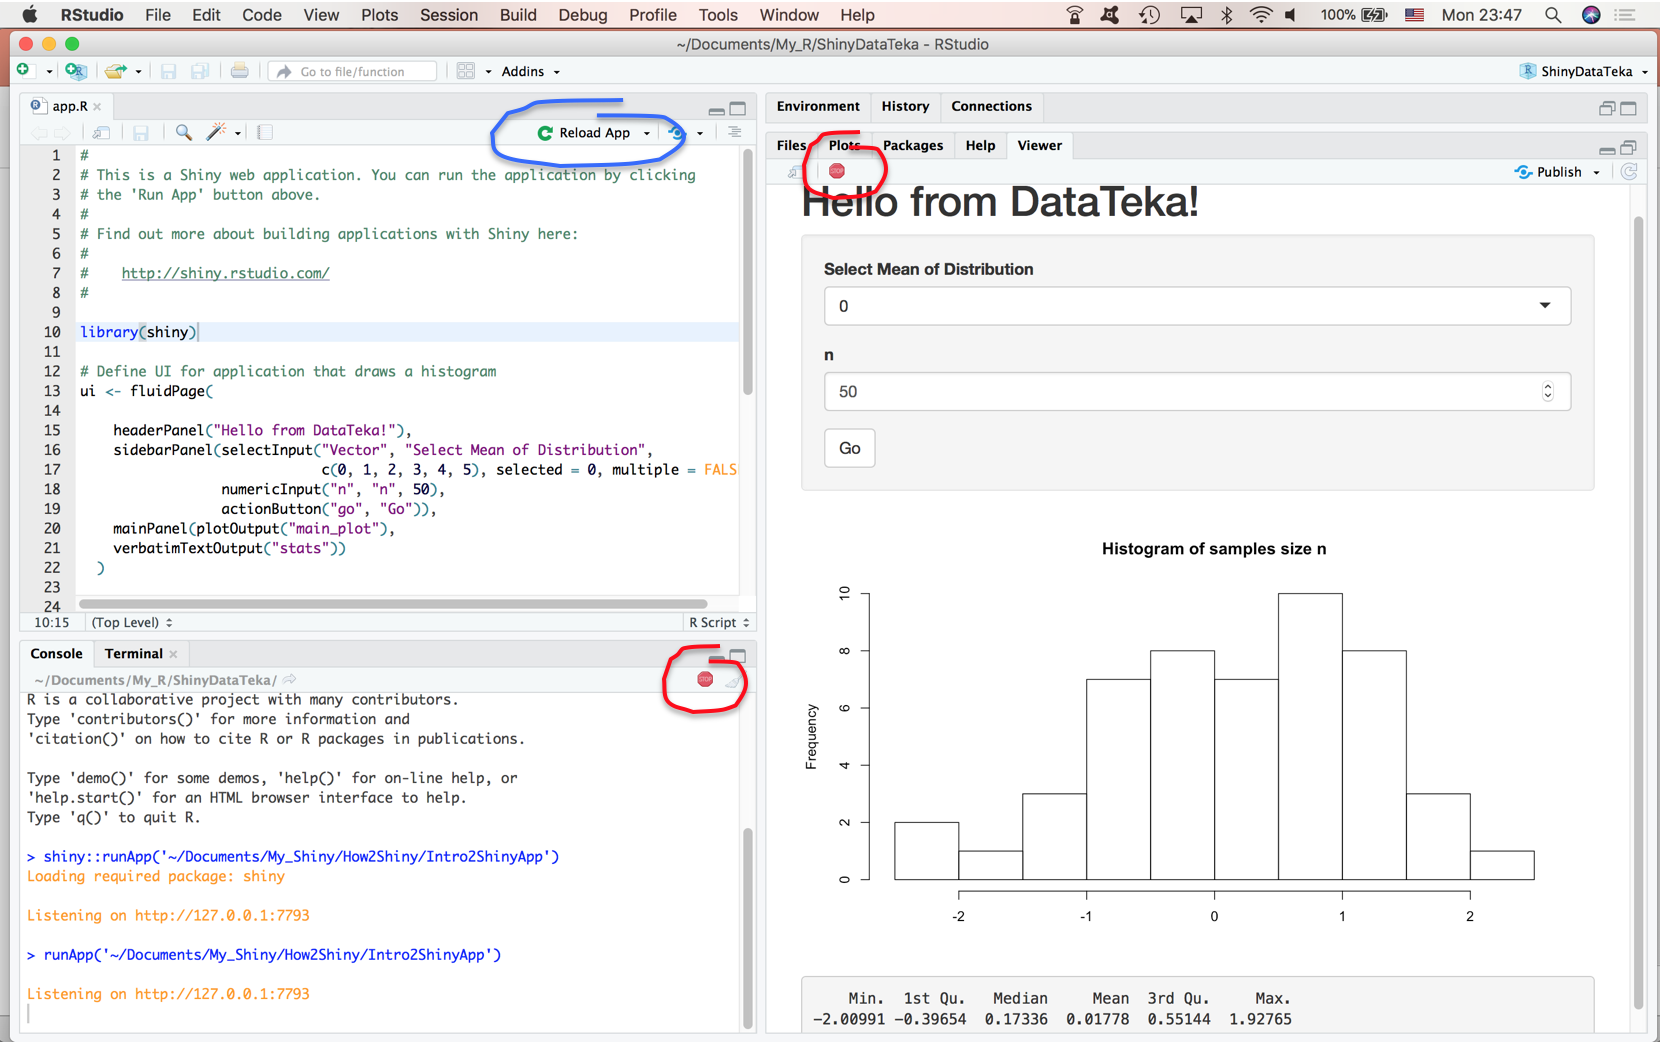 RStudio File Edit Code View Plots Session Build Debug Profile Tools Window Help 100% Mon 23:47
~/Documents/My_R/ShinyDataTeka - RStudio
Go to file/function Addins ShinyDataTeka
app.R
Reload App
1 #
2 # This is a Shiny web application. You can run the application by clicking
3 # the 'Run App' button above.
4 #
5 # Find out more about building applications with Shiny here:
6 #
7 #    http://shiny.rstudio.com/
8 #
9
10 library(shiny)
11
12 # Define UI for application that draws a histogram
13 ui <- fluidPage(
14
15 headerPanel("Hello from DataTeka!"),
16 sidebarPanel(selectInput("Vector", "Select Mean of Distribution",
17 c(0, 1, 2, 3, 4, 5), selected = 0, multiple = FALS
18 numericInput("n", "n", 50),
19 actionButton("go", "Go")),
20 mainPanel(plotOutput("main_plot"),
21 verbatimTextOutput("stats"))
22 )
23
24
10:15 (Top Level) R Script
Console Terminal
~/Documents/My_R/ShinyDataTeka/
STOP
R is a collaborative project with many contributors.
Type 'contributors()' for more information and
'citation()' on how to cite R or R packages in publications.
Type 'demo()' for some demos, 'help()' for on-line help, or
'help.start()' for an HTML browser interface to help.
Type 'q()' to quit R.
> shiny::runApp('~/Documents/My_Shiny/How2Shiny/Intro2ShinyApp')
Loading required package: shiny
Listening on http://127.0.0.1:7793
> runApp('~/Documents/My_Shiny/How2Shiny/Intro2ShinyApp')
Listening on http://127.0.0.1:7793
Environment History Connections
Files Plots Packages Help Viewer
STOP Publish
Hello from DataTeka!
Select Mean of Distribution
0
n
50
Go
Histogram of samples size n
Frequency
10
8
6
4
2
0
-2 -1 0 1 2
Min. 1st Qu. Median Mean 3rd Qu. Max.
-2.00991 -0.39654 0.17336 0.01778 0.55144 1.92765